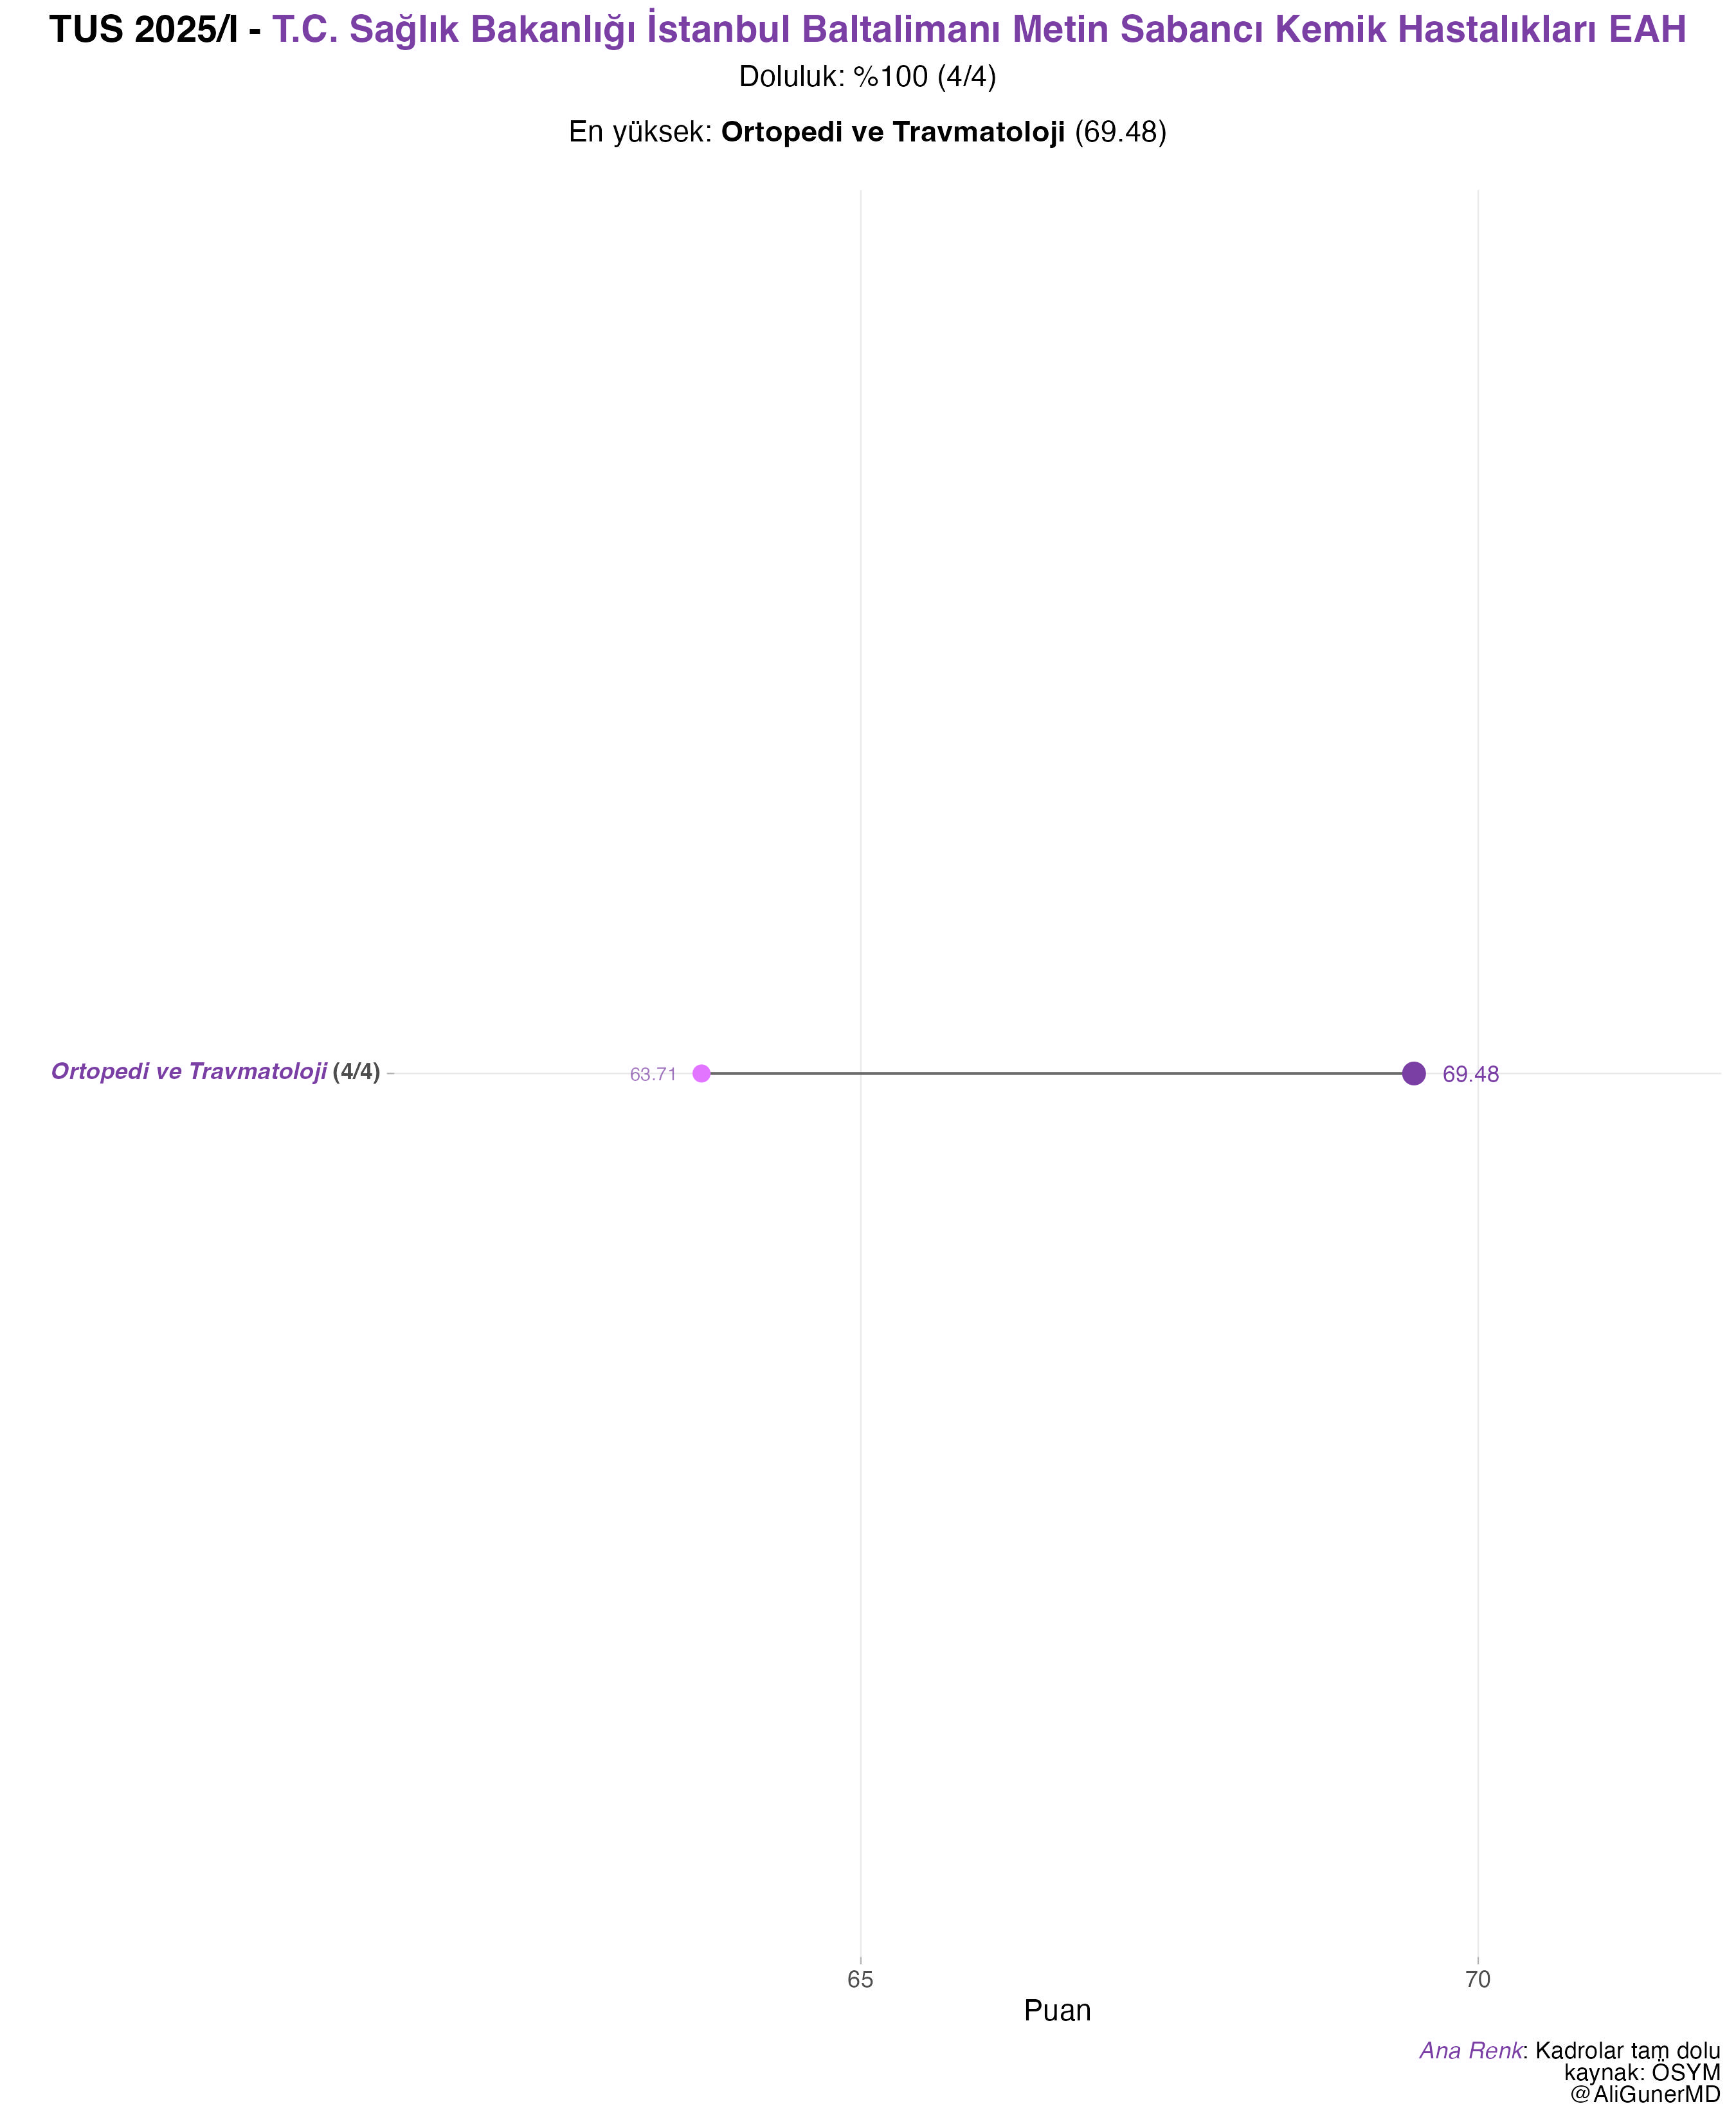 TUS 2025/I - T.C. Sağlık Bakanlığı İstanbul Baltalimanı Metin Sabancı Kemik Hastalıkları EAH
Doluluk: %100 (4/4)
En yüksek: Ortopedi ve Travmatoloji (69.48)
Ortopedi ve Travmatoloji (4/4)
63.71
69.48
65
70
Puan
Ana Renk: Kadrolar tam dolu
kaynak: ÖSYM
@AliGunerMD